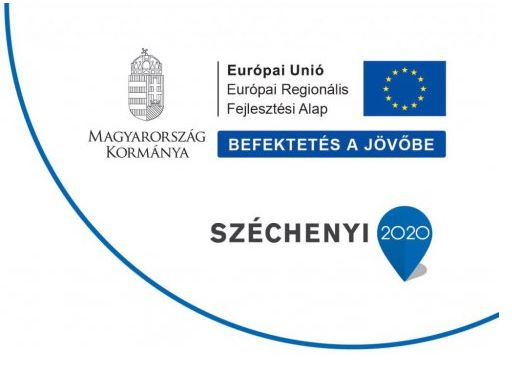 MAGYARORSZÁG
KORMÁNYA
Európai Unió
Európai Regionális
Fejlesztési Alap
BEFEKTETÉS A JÖVŐBE
SZÉCHENYI 2020